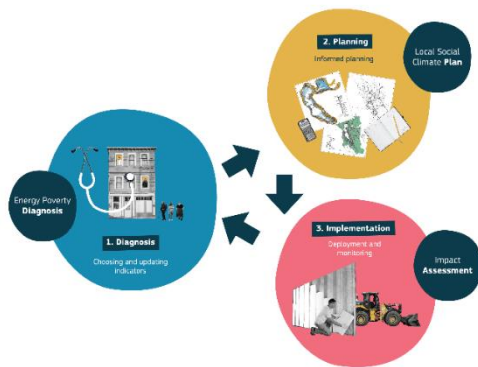 2. Planning
Informed planning
Local Social
Climate Plan
Energy Poverty
Diagnosis
1. Diagnosis
Choosing and updating
indicators
3. Implementation
Deployment and
monitoring
Impact
Assessment